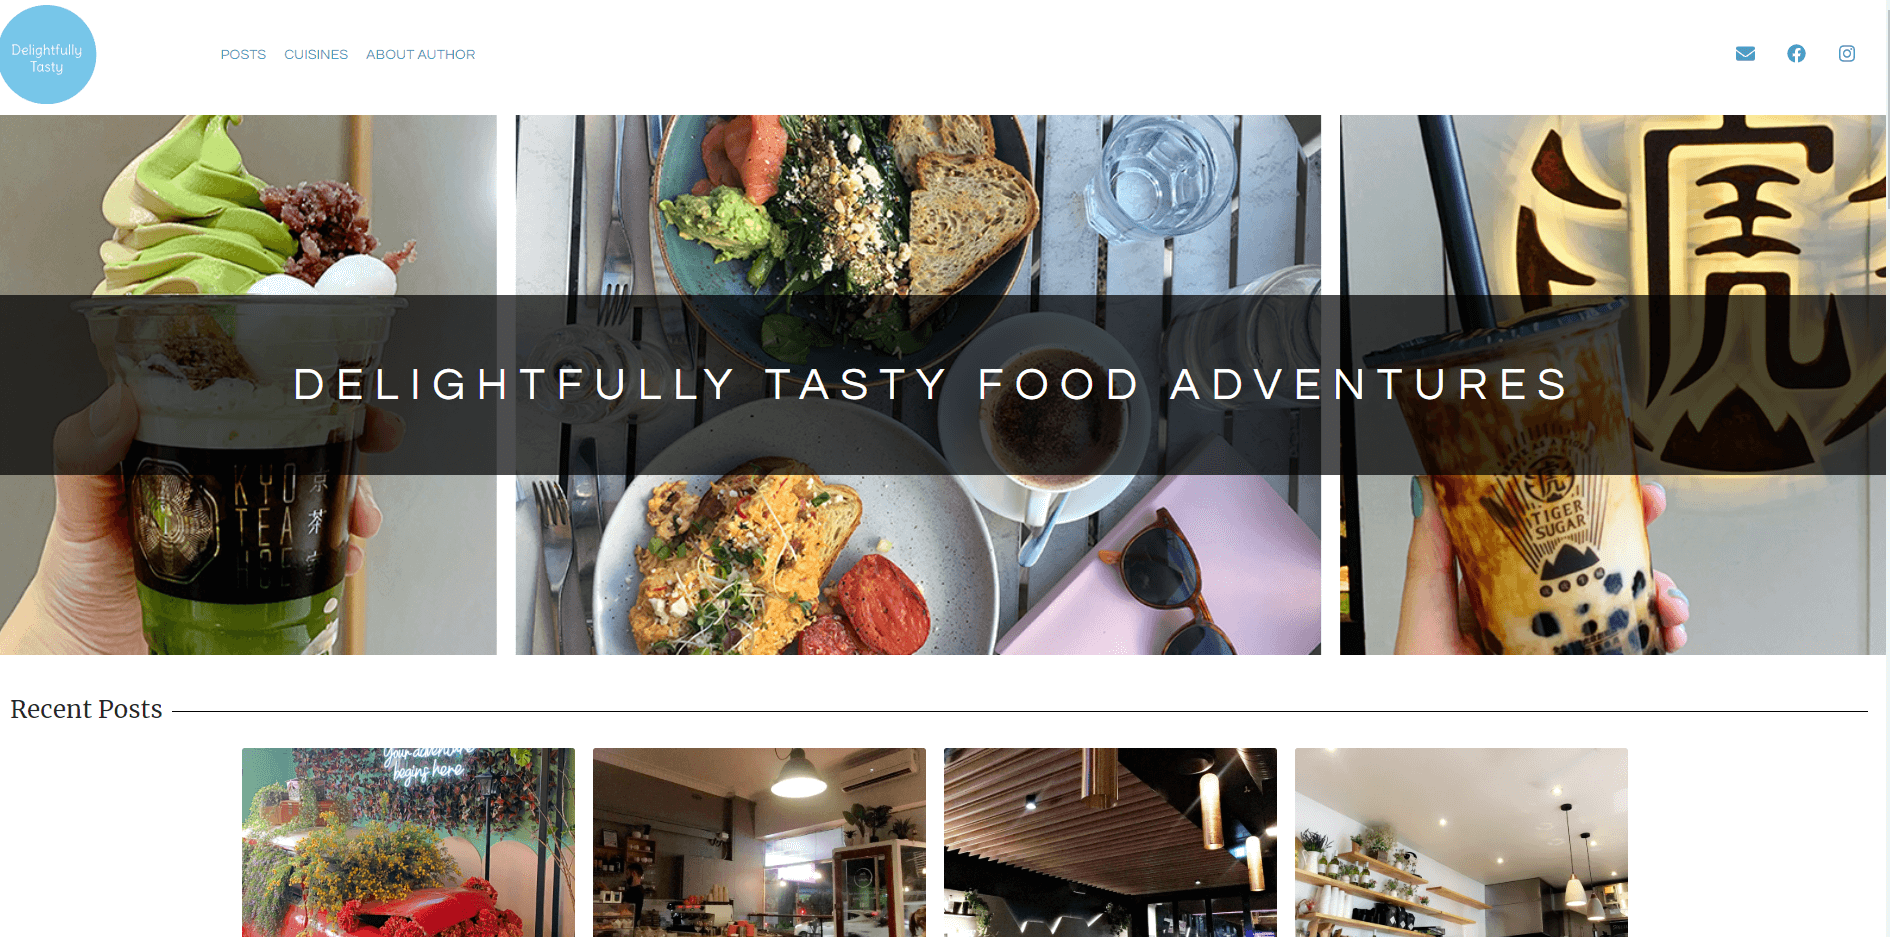 Delightfully
Tasty
POSTS CUISINES ABOUT AUTHOR
DELIGHTFULLY TASTY FOOD ADVENTURES
KYO
TEA
京
茶
虎
TIGER
SUGAR
Recent Posts
Your adventure
begins here